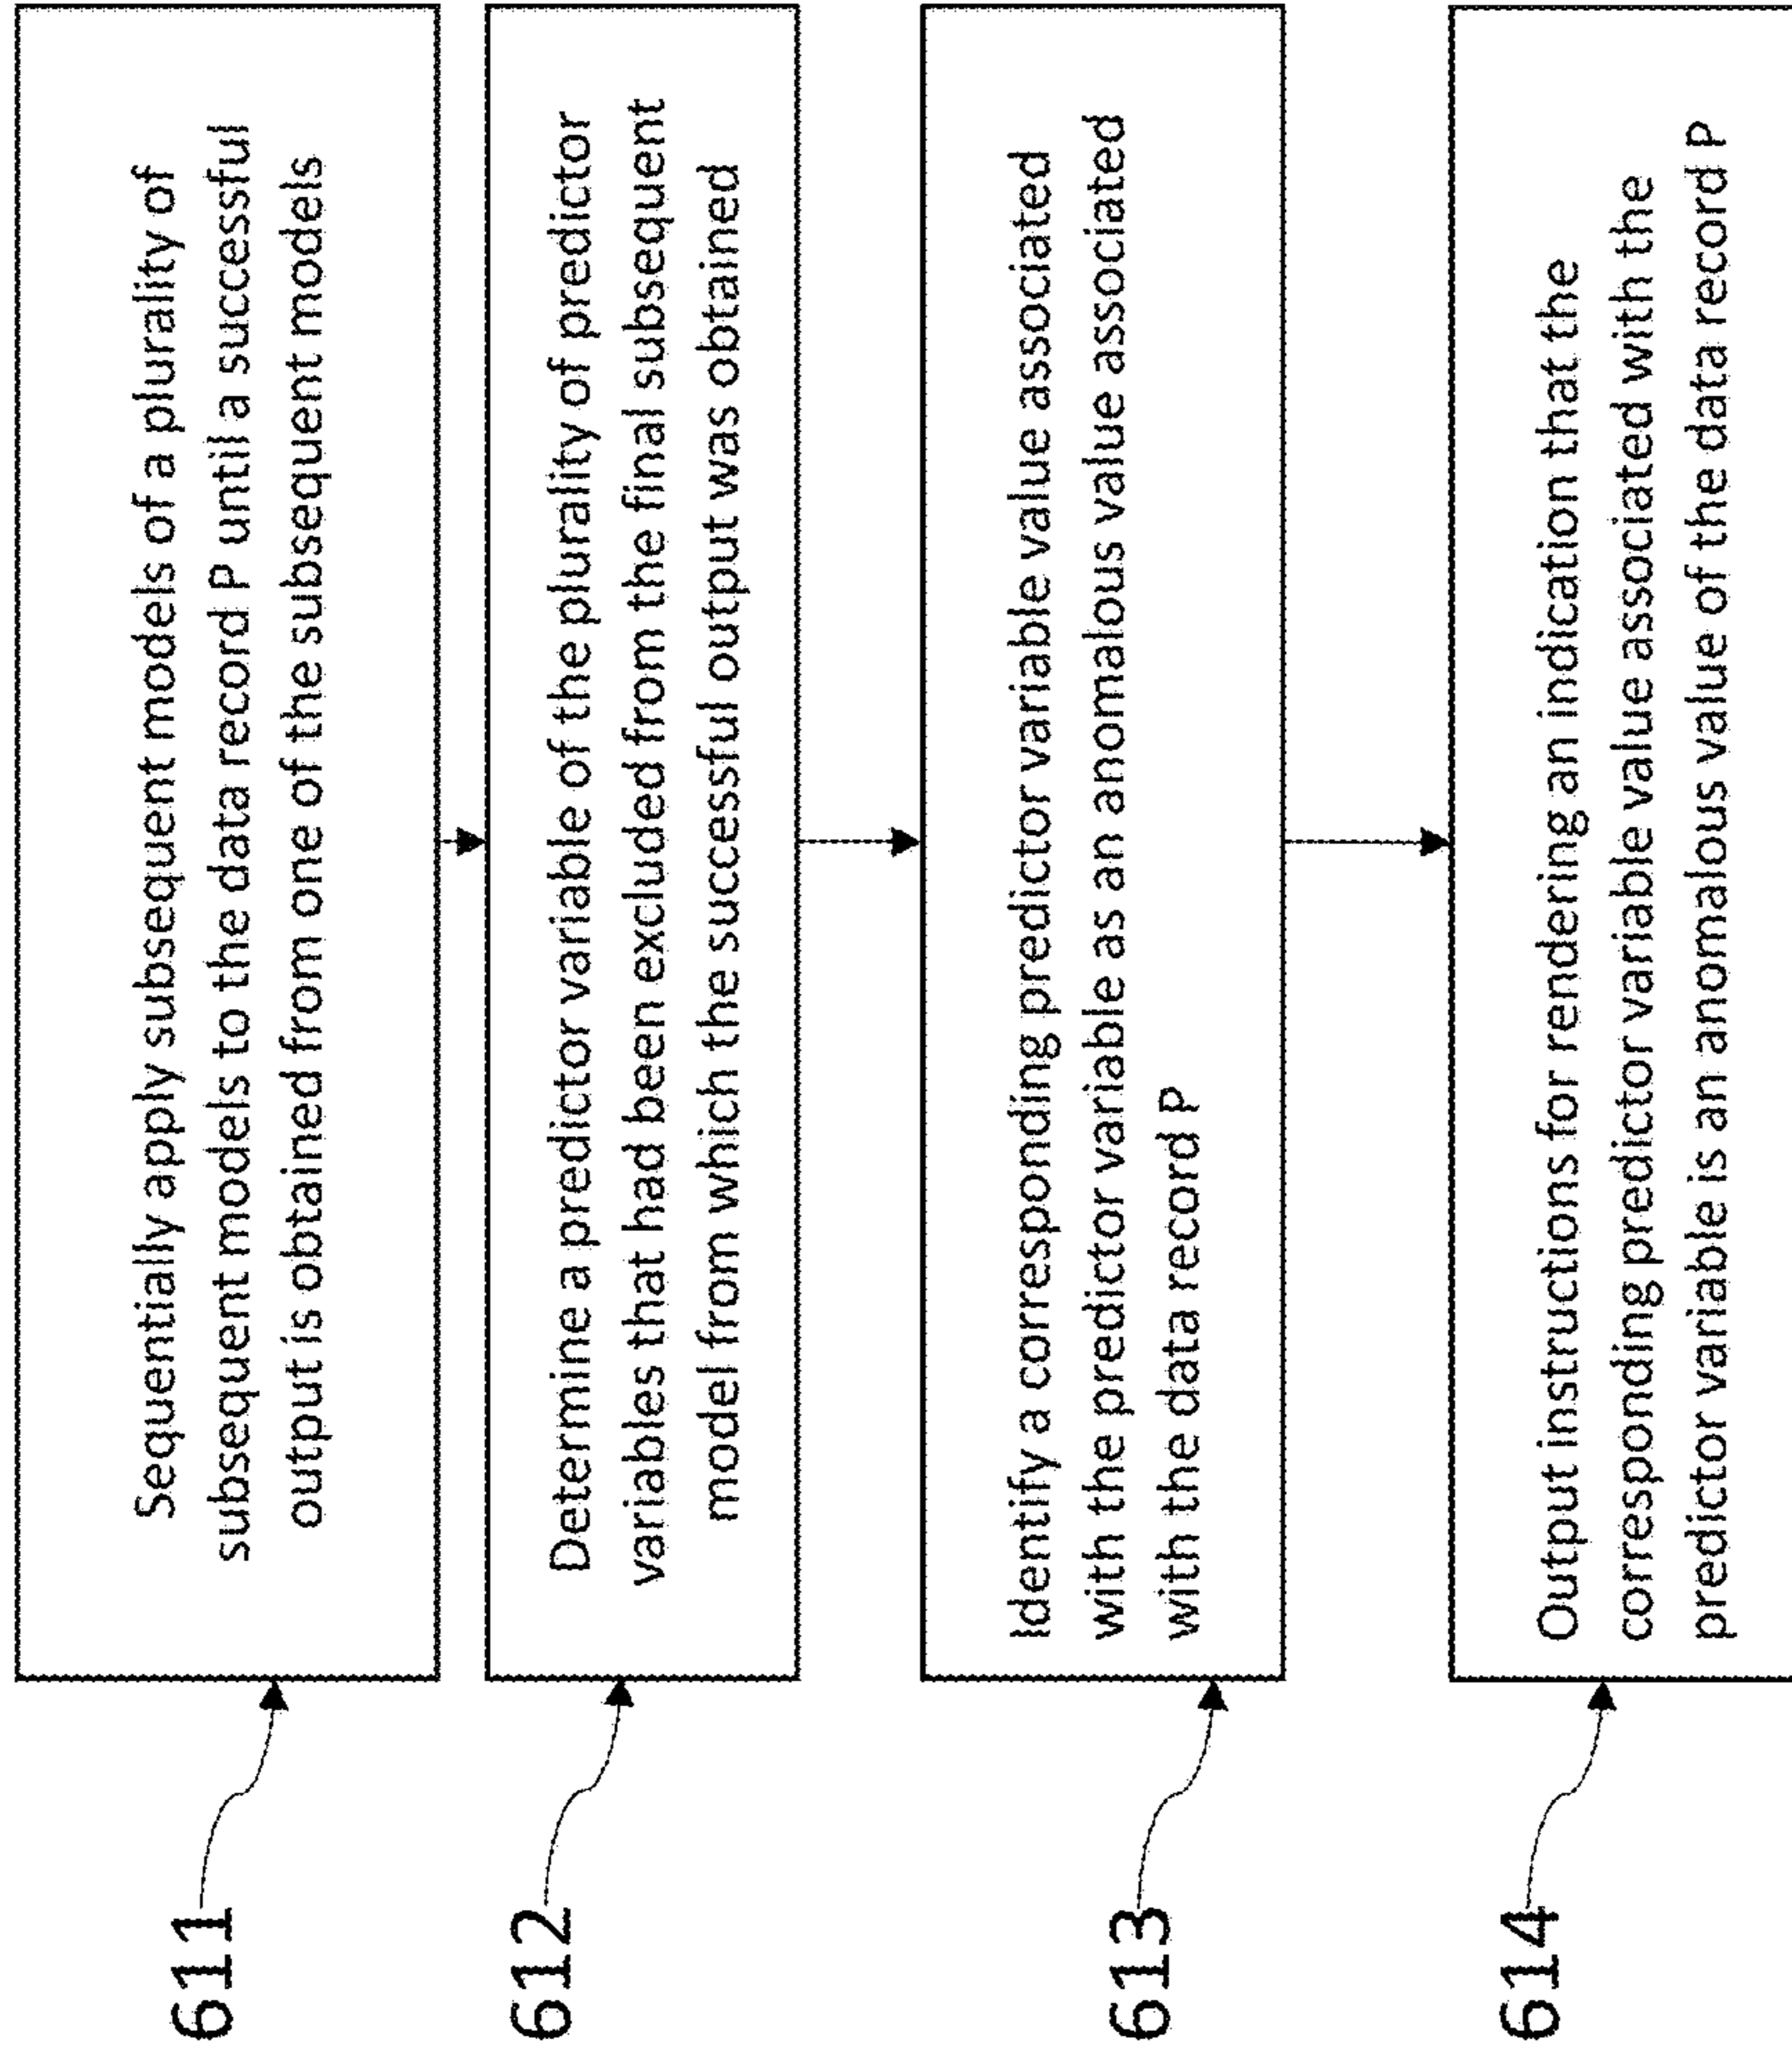 611
Sequentially apply subsequent models of a plurality of
subsequent models to the data record P until a successful
output is obtained from one of the subsequent models
612
Determine a predictor variable of the plurality of predictor
variables that had been excluded from the final subsequent
model from which the successful output was obtained
613
Identify a corresponding predictor variable value associated
with the predictor variable as an anomalous value associated
with the data record P
614
Output instructions for rendering an indication that the
corresponding predictor variable value associated with the
predictor variable is an anomalous value of the data record P